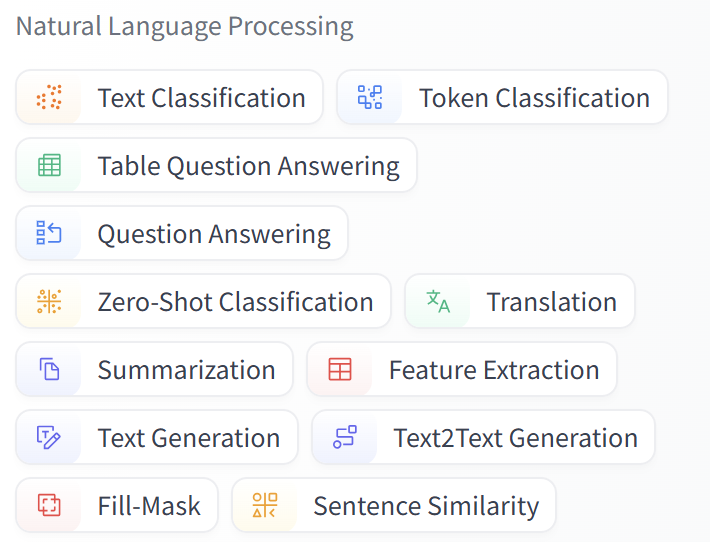 Natural Language Processing
Text Classification
Token Classification
Table Question Answering
Question Answering
Zero-Shot Classification
Translation
Summarization
Feature Extraction
Text Generation
Text2Text Generation
Fill-Mask
Sentence Similarity